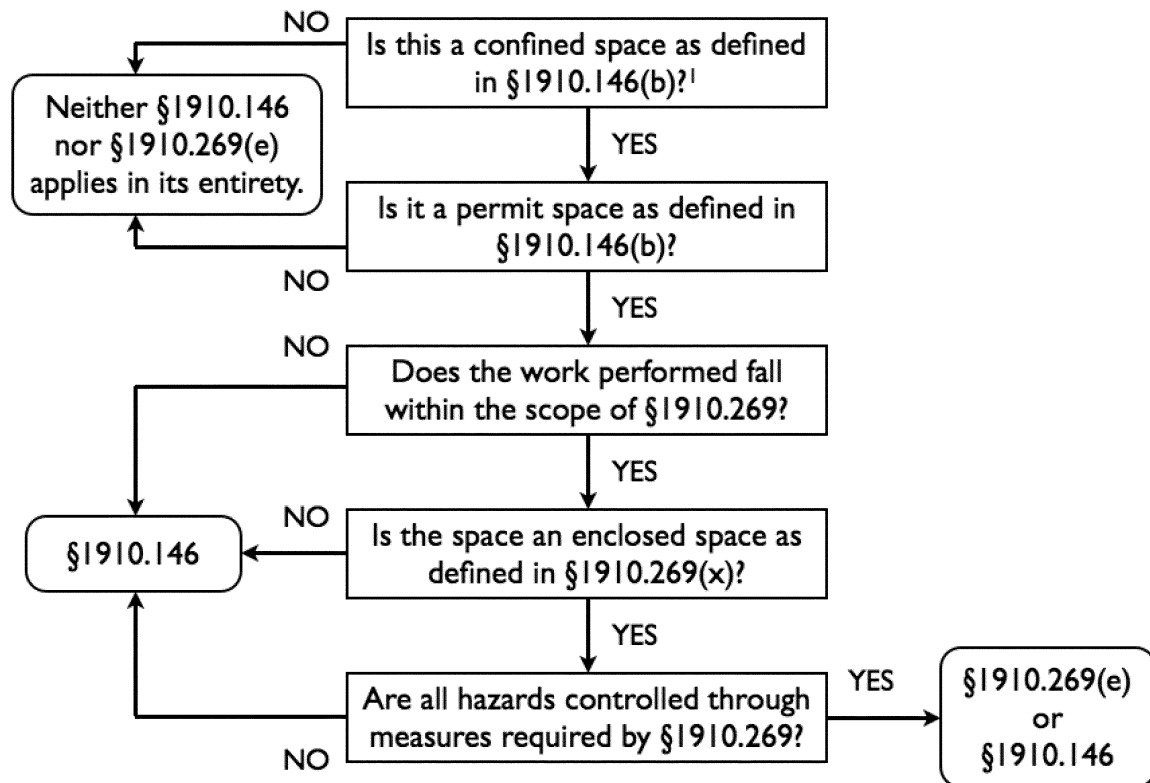 NO
Is this a confined space as defined
in §1910.146(b)?¹
Neither §1910.146
nor §1910.269(e)
applies in its entirety.
YES
Is it a permit space as defined in
§1910.146(b)?
NO
YES
NO
Does the work performed fall
within the scope of §1910.269?
YES
NO
Is the space an enclosed space as
defined in §1910.269(x)?
§1910.146
YES
Are all hazards controlled through
measures required by §1910.269?
NO
YES
§1910.269(e)
or
§1910.146